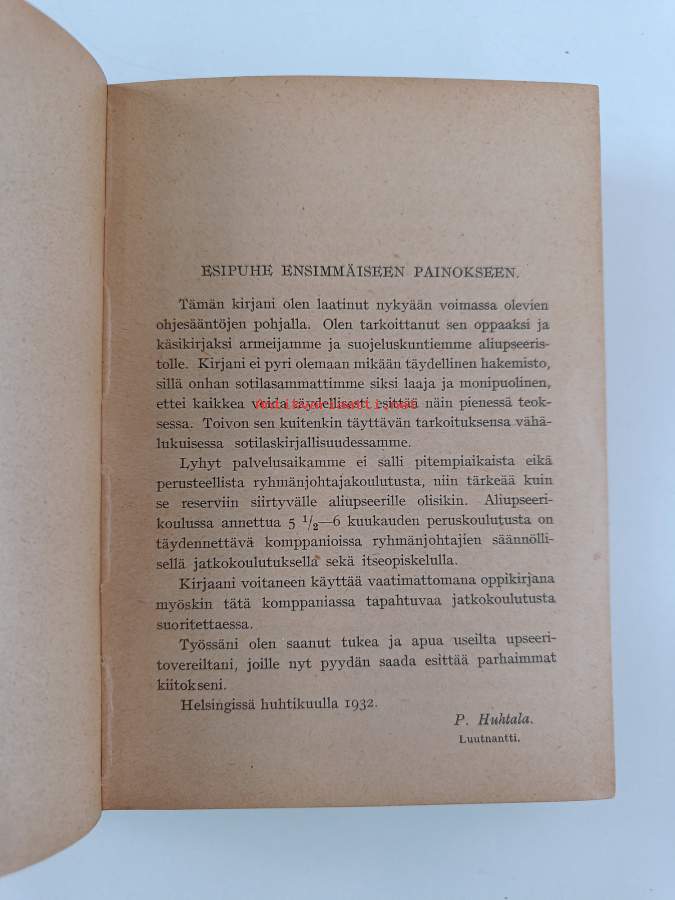 ESIPUHE ENSIMMÄISEEN PAINOKSEEN.
Tämän kirjani olen laatinut nykyään voimassa olevien
ohjesääntöjen pohjalla. Olen tarkoittanut sen oppaaksi ja
käsikirjaksi armeijamme ja suojeluskuntiemme aliupseeris-
tolle. Kirjani ei pyri olemaan mikään täydellinen hakemisto,
sillä onhan sotilasammattimme siksi laaja ja monipuolinen,
ettei kaikkea voida täydellisesti esittää näin pienessä teok-
sessa. Toivon sen kuitenkin täyttävän tarkoituksensa vähä-
lukuisessa sotilaskirjallisuudessamme.
Lyhyt palvelusaikamme ei salli pitempiaikaista eikä
perusteellista ryhmänjohtajakoulutusta, niin tärkeää kuin
se reserviin siirtyvälle aliupseerille olisikin. Aliupseeri-
koulussa annettua 5 1/2—6 kuukauden peruskoulutusta on
täydennettävä komppanioissa ryhmänjohtajien säännölli-
sellä jatkokoulutuksella sekä itseopiskelulla.
Kirjaani voitaneen käyttää vaatimattomana oppikirjana
myöskin tätä komppaniassa tapahtuvaa jatkokoulutusta
suoritettaessa.
Työssäni olen saanut tukea ja apua useilta upseeri-
tovereiltani, joille nyt pyydän saada esittää parhaimmat
kiitokseni.
Helsingissä huhtikuulla 1932.
P. Huhtala.
Luutnantti.